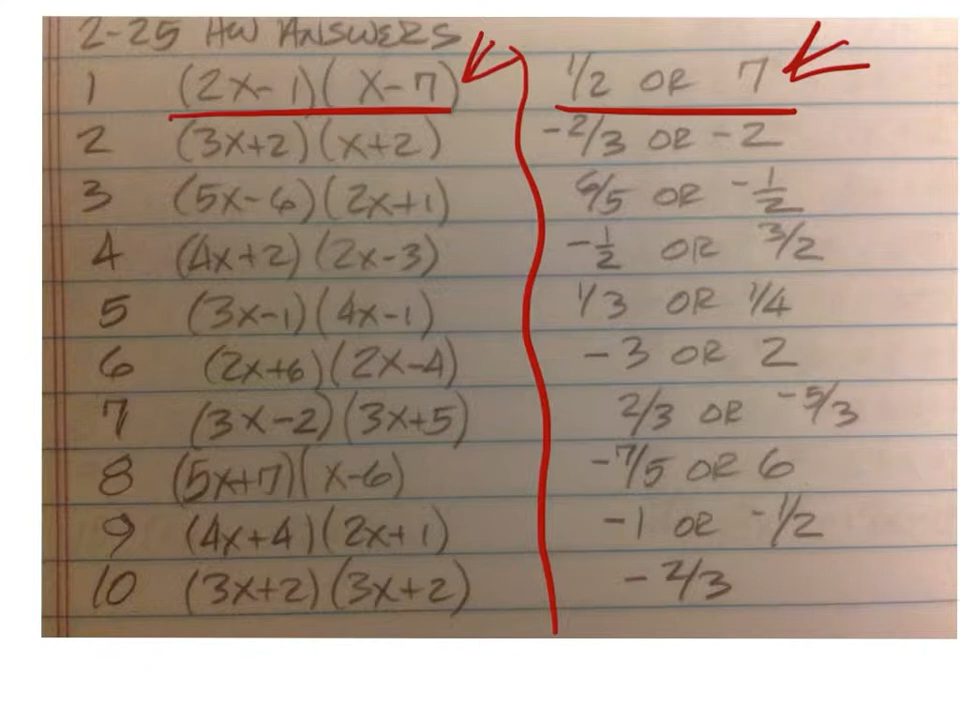 2-25 HW ANSWERS
1 (2x-1)(x-7) 1/2 OR 7
2 (3x+2)(x+2) -2/3 OR -2
3 (5x-6)(2x+1) 6/5 OR -1/2
4 (4x+2)(2x-3) -1/2 OR 3/2
5 (3x-1)(4x-1) 1/3 OR 1/4
6 (2x+6)(2x-4) -3 OR 2
7 (3x-2)(3x+5) 2/3 OR -5/3
8 (5x+7)(x-6) -7/5 OR 6
9 (4x+4)(2x+1) -1 OR -1/2
10 (3x+2)(3x+2) -2/3